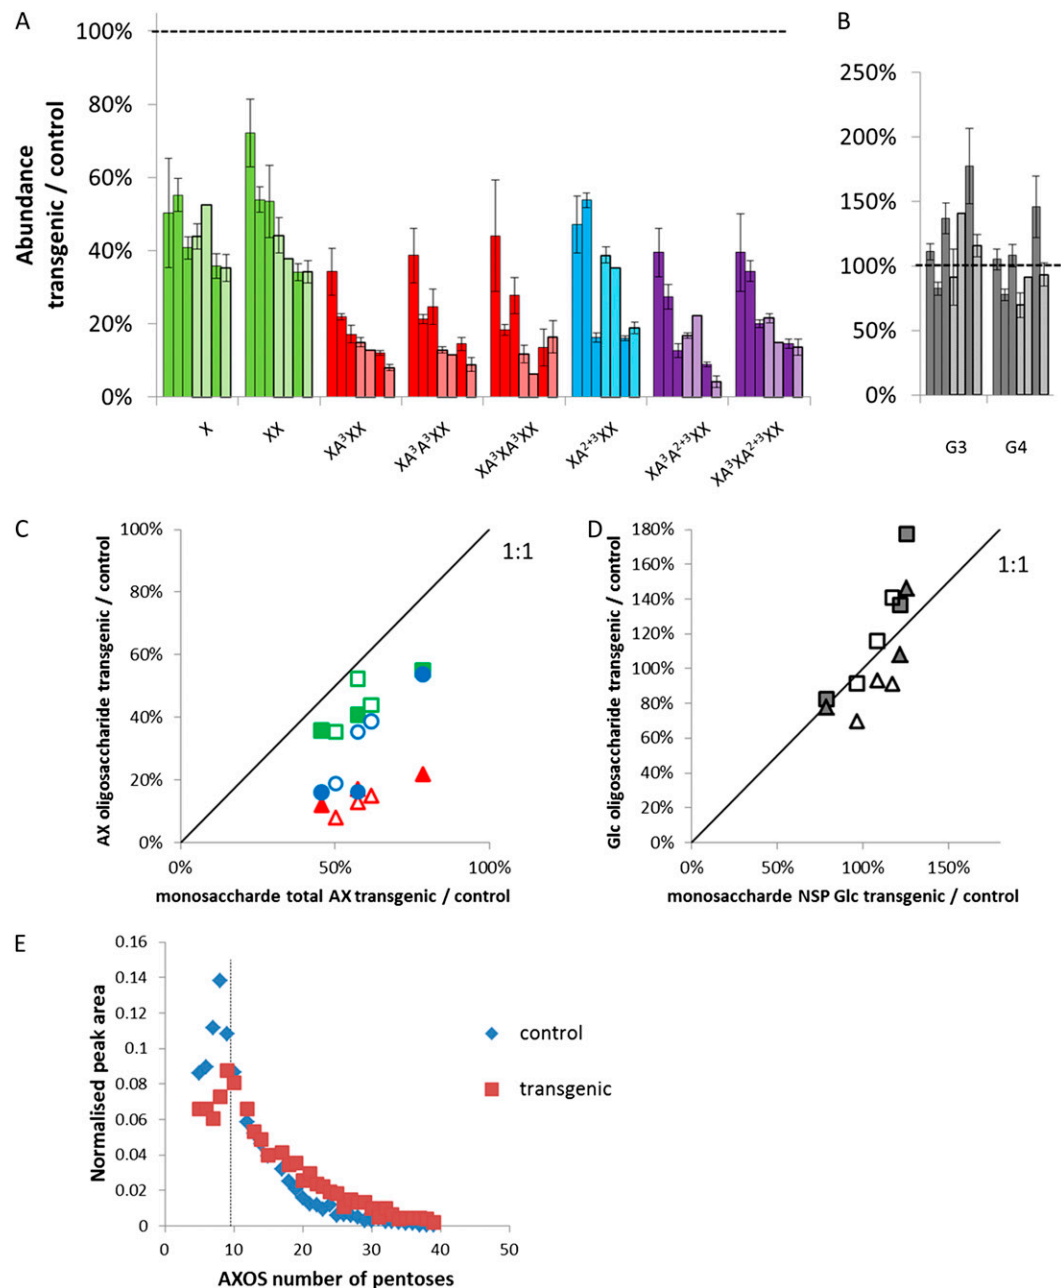 A
100%
80%
60%
40%
20%
0%
Abundance
transgenic / control
X
XX
XA³XX
XA³A³XX
XA³XA³XX
XA²⁺³XX
XA³A²⁺³XX
XA³XA²⁺³XX
B
250%
200%
150%
100%
50%
0%
G3
G4
C
100%
80%
60%
40%
20%
0%
AX oligosaccharide transgenic / control
1:1
0%
50%
100%
monosaccharde total AX transgenic / control
D
180%
160%
140%
120%
100%
80%
60%
40%
20%
0%
Glc oligosaccharide transgenic / control
1:1
0%
50%
100%
150%
monosaccharde NSP Glc transgenic / control
E
0.16
0.14
0.12
0.1
0.08
0.06
0.04
0.02
0
Normalised peak area
control
transgenic
0
10
20
30
40
50
AXOS number of pentoses